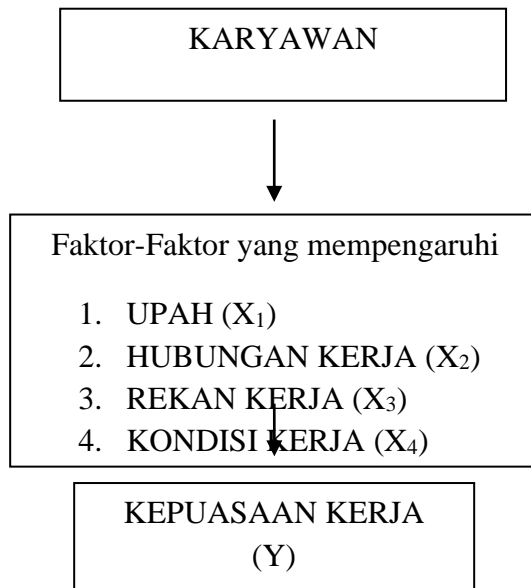 KARYAWAN
Faktor-Faktor yang mempengaruhi
1. UPAH (X₁)
2. HUBUNGAN KERJA (X₂)
3. REKAN KERJA (X₃)
4. KONDISI KERJA (X₄)
KEPUASAAN KERJA
(Y)